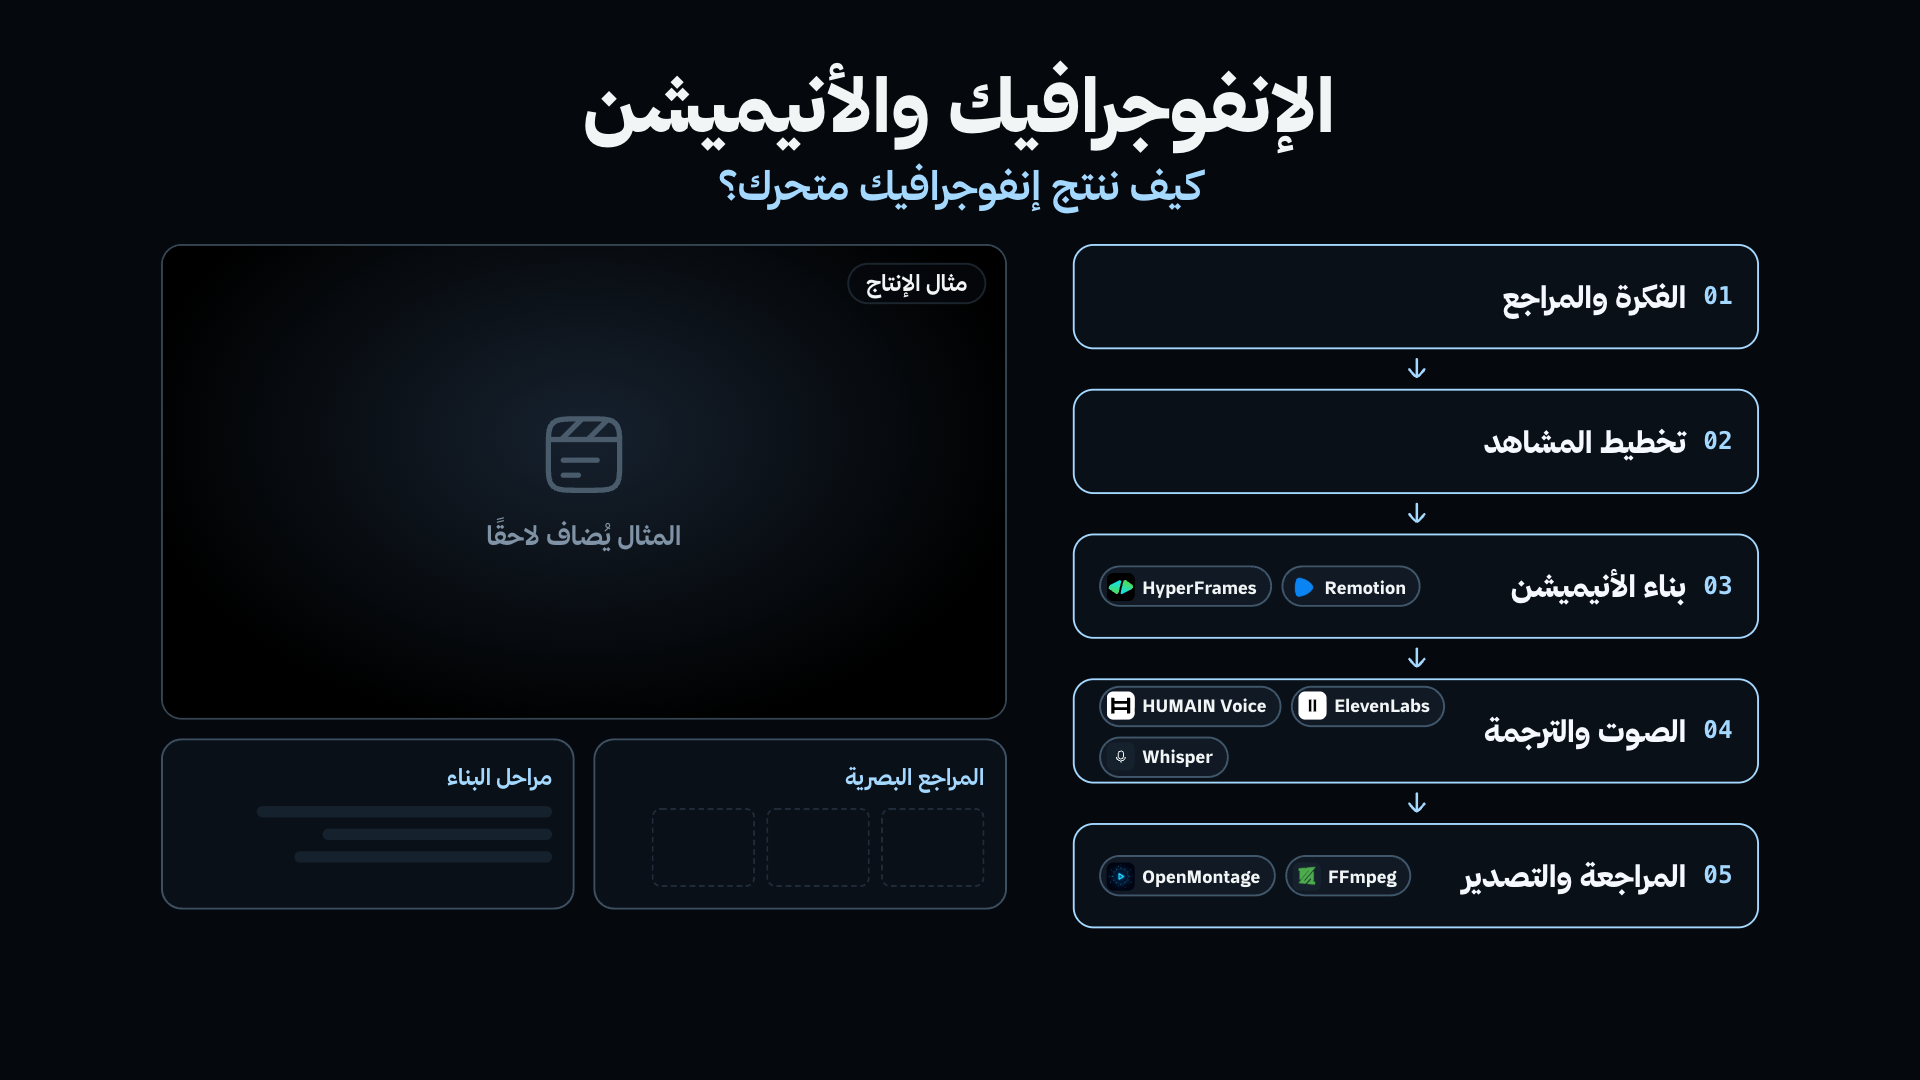 الإنفوجرافيك والأنيميشن
كيف ننتج إنفوجرافيك متحرك؟
01 الفكرة والمراجع
02 تخطيط المشاهد
03 بناء الأنيميشن
Remotion
HyperFrames
04 الصوت والترجمة
ElevenLabs
HUMAIN Voice
Whisper
05 المراجعة والتصدير
FFmpeg
OpenMontage
مثال الإنتاج
المثال يُضاف لاحقًا
المراجع البصرية
مراحل البناء